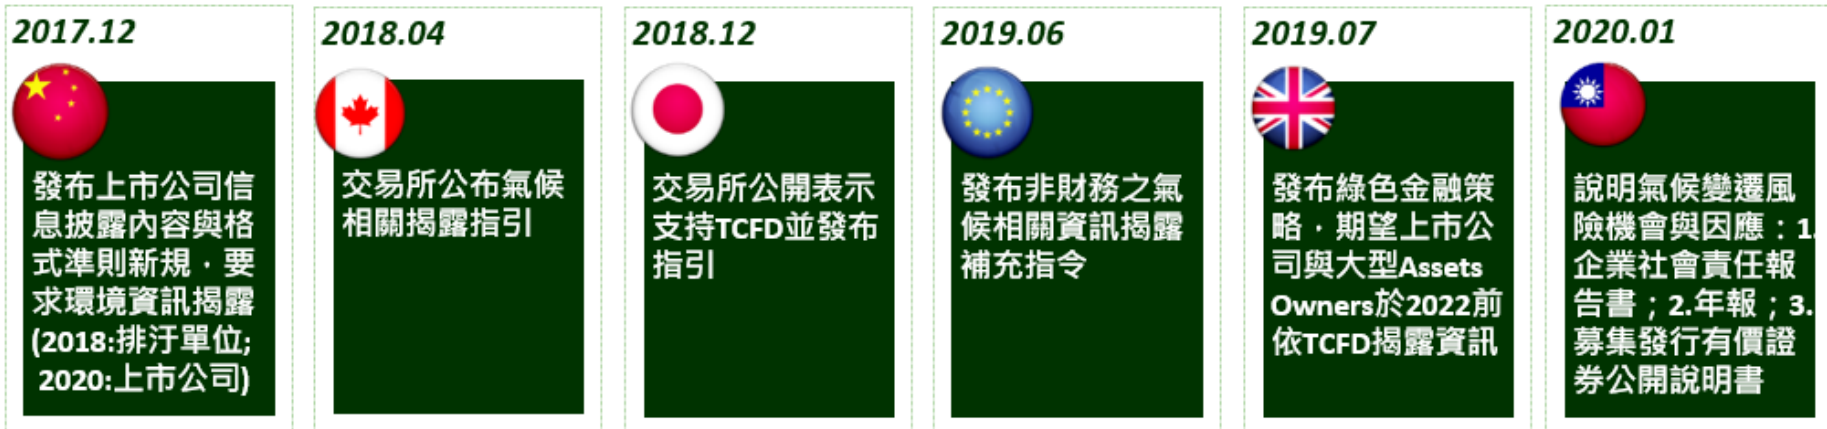 2017.12
發布上市公司信
息披露內容與格
式準則新規，要
求環境資訊揭露
(2018:排汙單位;
2020:上市公司)
2018.04
交易所公布氣候
相關揭露指引
2018.12
交易所公開表示
支持TCFD並發布
指引
2019.06
發布非財務之氣
候相關資訊揭露
補充指令
2019.07
發布綠色金融策
略，期望上市公
司與大型Assets
Owners於2022前
依TCFD揭露資訊
2020.01
說明氣候變遷風
險機會與因應：1.
企業社會責任報
告書；2.年報；3.
募集發行有價證
券公開說明書